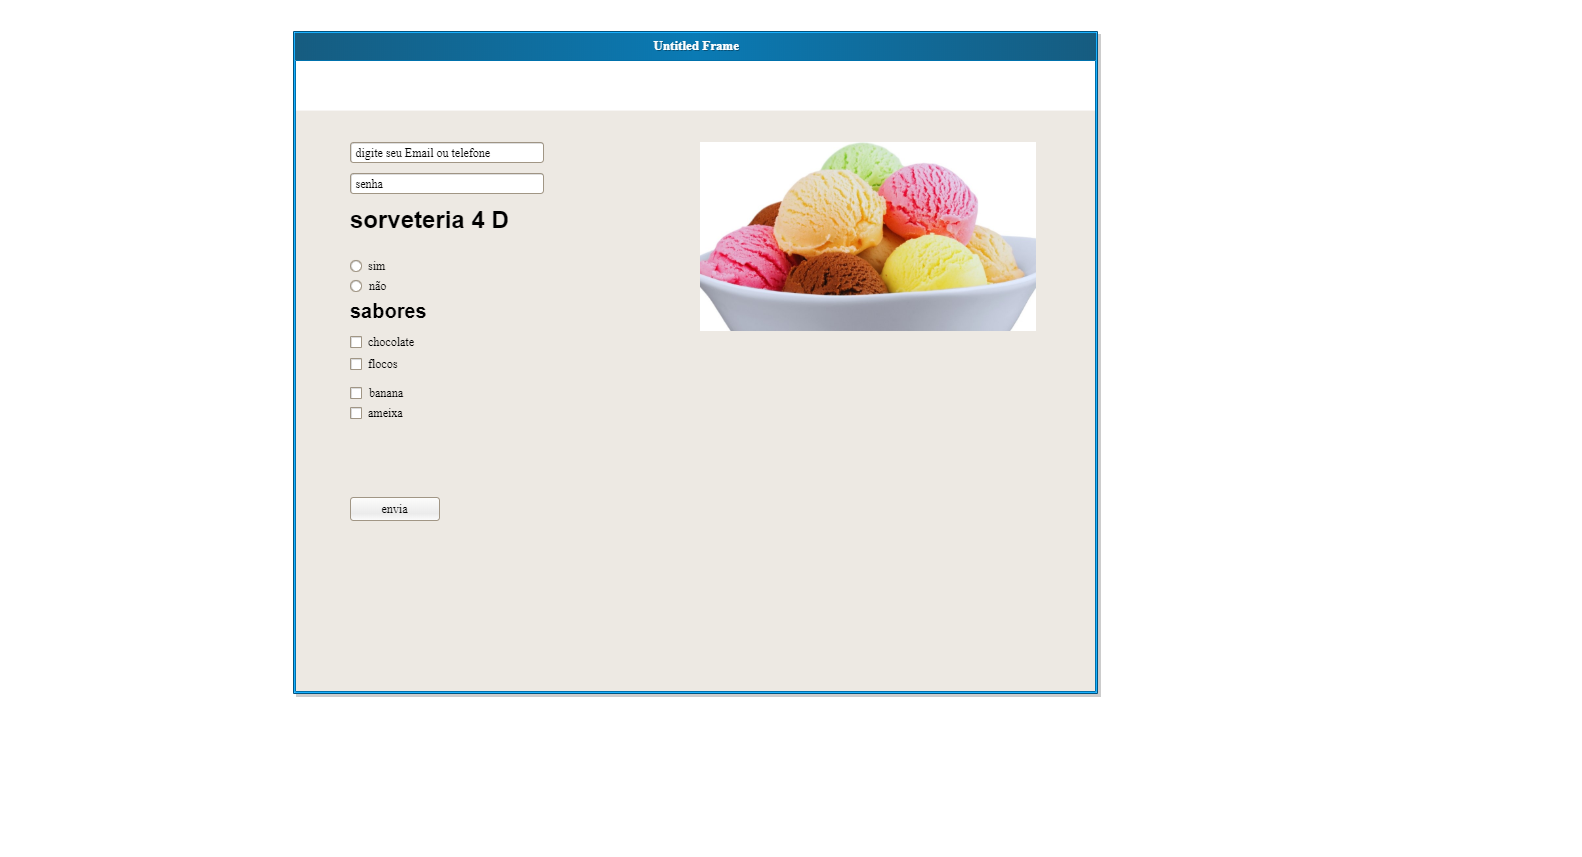 Untitled Frame
digite seu Email ou telefone
senha
sorveteria 4 D
sim
não
sabores
chocolate
flocos
banana
ameixa
envia